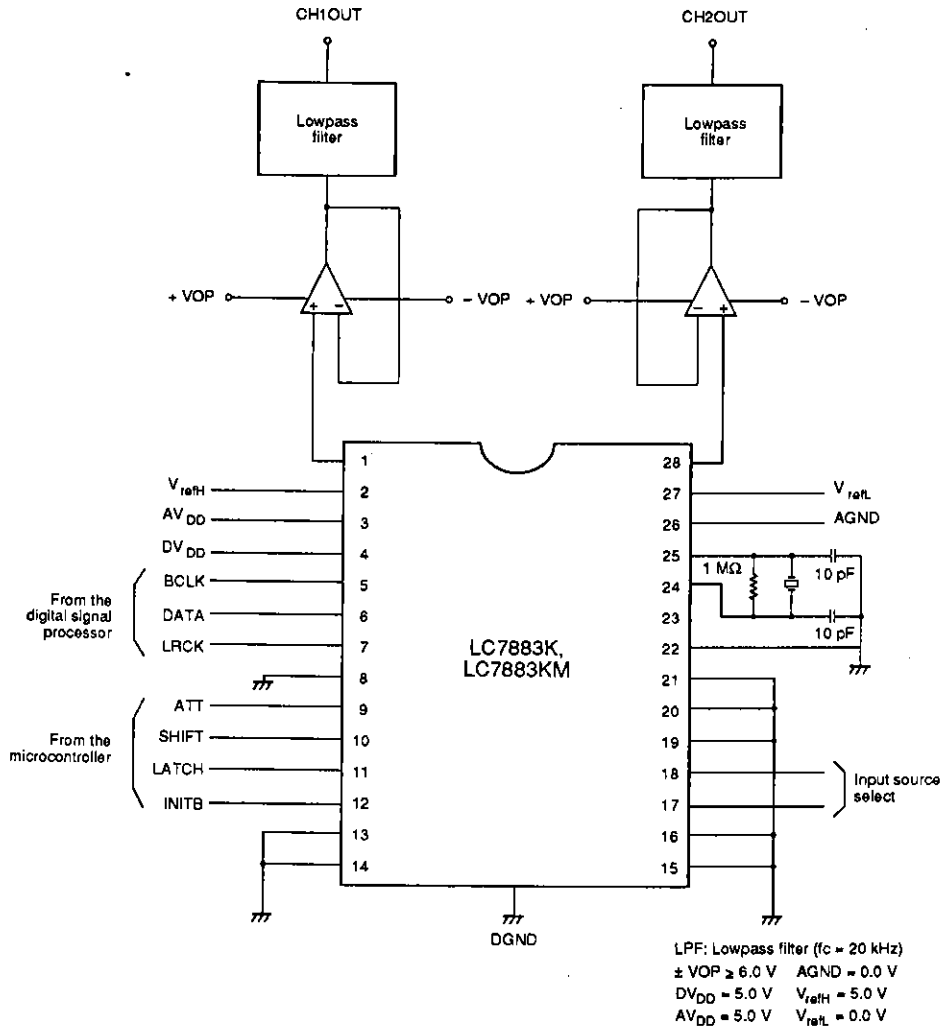 CH1OUT
CH2OUT
Lowpass
filter
Lowpass
filter
+ VOP
+
−
− VOP
+ VOP
−
+
− VOP
1
28
VrefH
2
27
VrefL
AVDD
3
26
AGND
DVDD
4
25
1 MΩ
10 pF
From the
digital signal
processor
BCLK
5
24
DATA
6
23
10 pF
LRCK
7
22
LC7883K,
LC7883KM
8
21
From the
microcontroller
ATT
9
20
SHIFT
10
19
LATCH
11
18
Input source
select
INITB
12
17
13
16
14
15
DGND
LPF: Lowpass filter (fc = 20 kHz)
± VOP ≥ 6.0 V AGND = 0.0 V
DVDD = 5.0 V VrefH = 5.0 V
AVDD = 5.0 V VrefL = 0.0 V